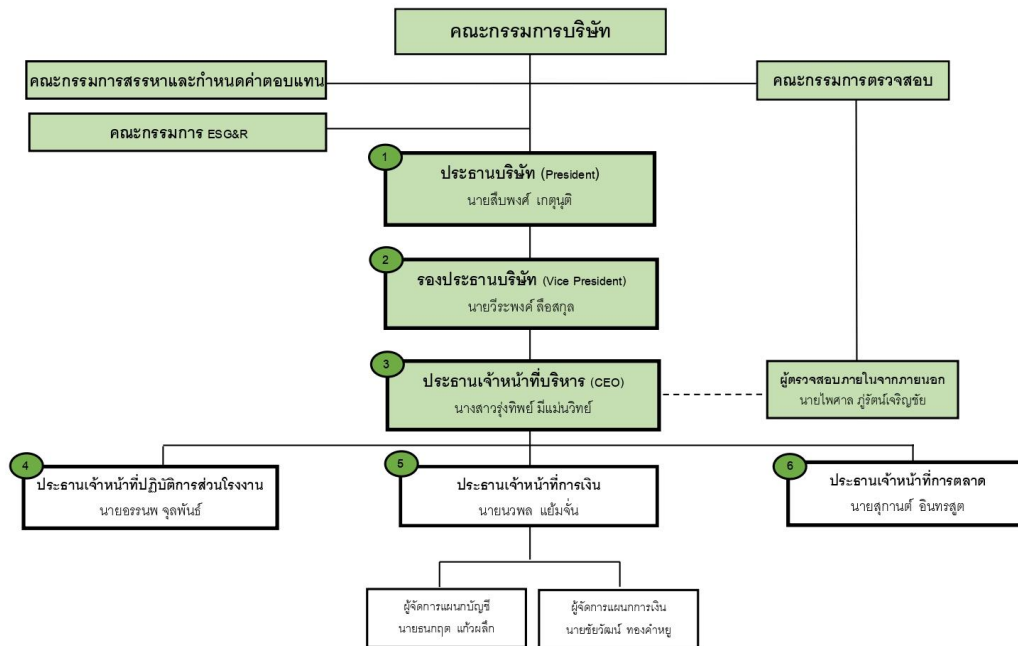 คณะกรรมการบริษัท
คณะกรรมการสรรหาและกำหนดค่าตอบแทน
คณะกรรมการตรวจสอบ
คณะกรรมการ ESG&R
1
ประธานบริษัท (President)
นายสืบพงศ์ เกตุนุติ
2
รองประธานบริษัท (Vice President)
นายวีระพงค์ ลือสกุล
3
ประธานเจ้าหน้าที่บริหาร (CEO)
นางสาวรุ่งทิพย์ มีแม่นวิทย์
ผู้ตรวจสอบภายในจากภายนอก
นายไพศาล ภู่รัตน์เจริญชัย
4
ประธานเจ้าหน้าที่ปฏิบัติการส่วนโรงงาน
นายอรรนพ จุลพันธ์
5
ประธานเจ้าหน้าที่การเงิน
นายนวพล แย้มจั่น
6
ประธานเจ้าหน้าที่การตลาด
นายสุกานต์ อินทรสูต
ผู้จัดการแผนกบัญชี
นายธนกฤต แก้วผลึก
ผู้จัดการแผนกการเงิน
นายชัยวัฒน์ ทองคำหยู